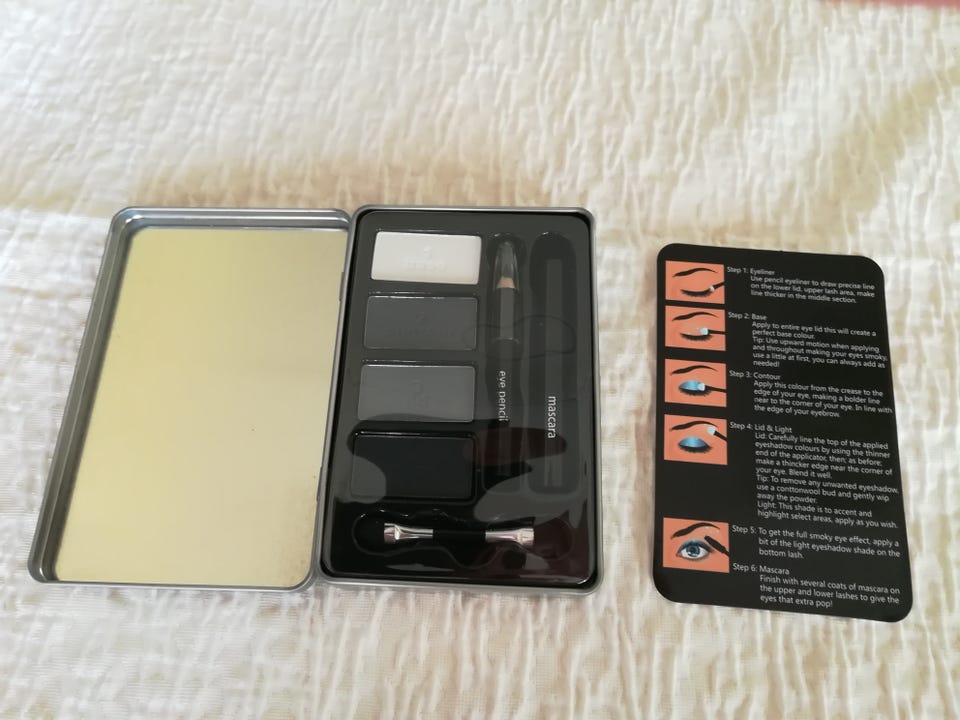 eye pencil
mascara
Step 1: Eyeliner
Use pencil eyeliner to draw precise line
on the lower lid. upper lash area, make
line thicker in the middle section.
Step 2: Base
Apply to entire eye lid this will create a
perfect base colour.
Tip: Use upward motion when applying
and throughout making your eyes smoky,
use a little at first, you can always add as
needed!
Step 3: Contour
Apply this colour from the crease to the
edge of your eye, making a bolder line
near to the corner of your eye. In line with
the edge of your eyebrow.
Step 4: Lid & Light
Lid: Carefully line the top of the applied
eyeshadow colours by using the thinner
end of the applicator, then; as before;
make a thincker edge near the corner of
your eye. Blend it well.
Tip: To remove any unwanted eyeshadow,
use a conttonwool bud and gently wip
away the powder.
Light: This shade is to accent and
highlight select areas, apply as you wish.
Step 5: To get the full smoky eye effect, apply a
bit of the light eyeshadow shade on the
bottom lash.
Step 6: Mascara
Finish with several coats of mascara on
the upper and lower lashes to give the
eyes that extra pop!